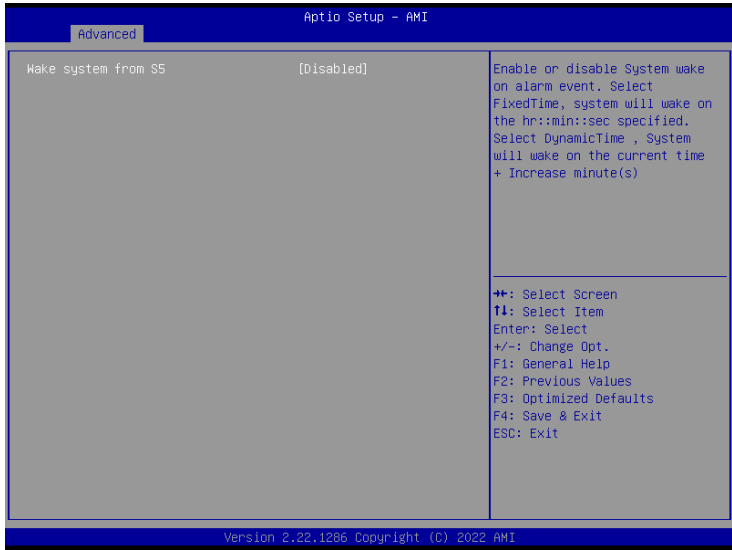 Aptio Setup – AMI
Advanced
Wake system from S5 [Disabled]
Enable or disable System wake
on alarm event. Select
FixedTime, system will wake on
the hr::min::sec specified.
Select DynamicTime , System
will wake on the current time
+ Increase minute(s)
→←: Select Screen
↑↓: Select Item
Enter: Select
+/-: Change Opt.
F1: General Help
F2: Previous Values
F3: Optimized Defaults
F4: Save & Exit
ESC: Exit
Version 2.22.1286 Copyright (C) 2022 AMI